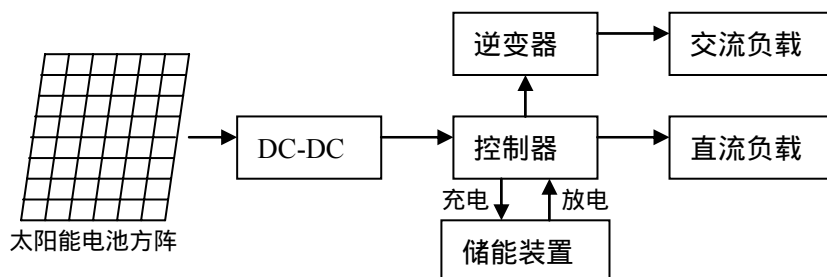 逆变器
交流负载
DC-DC
控制器
直流负载
充电
放电
储能装置
太阳能电池方阵